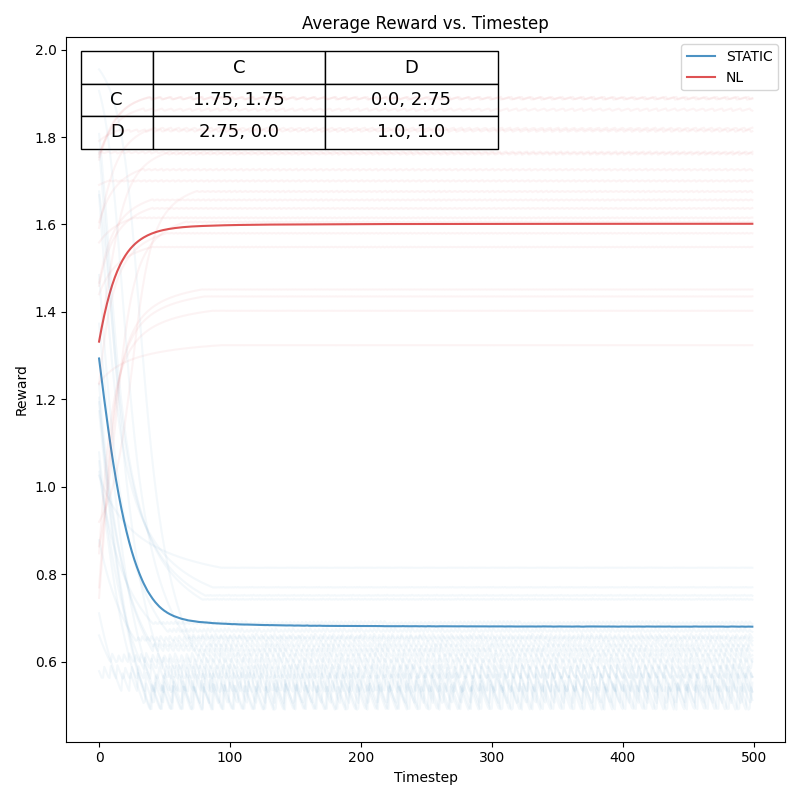 Average Reward vs. Timestep
C D
C 1.75, 1.75 0.0, 2.75
D 2.75, 0.0 1.0, 1.0
STATIC
NL
2.0
1.8
1.6
1.4
1.2
1.0
0.8
0.6
Reward
0 100 200 300 400 500
Timestep